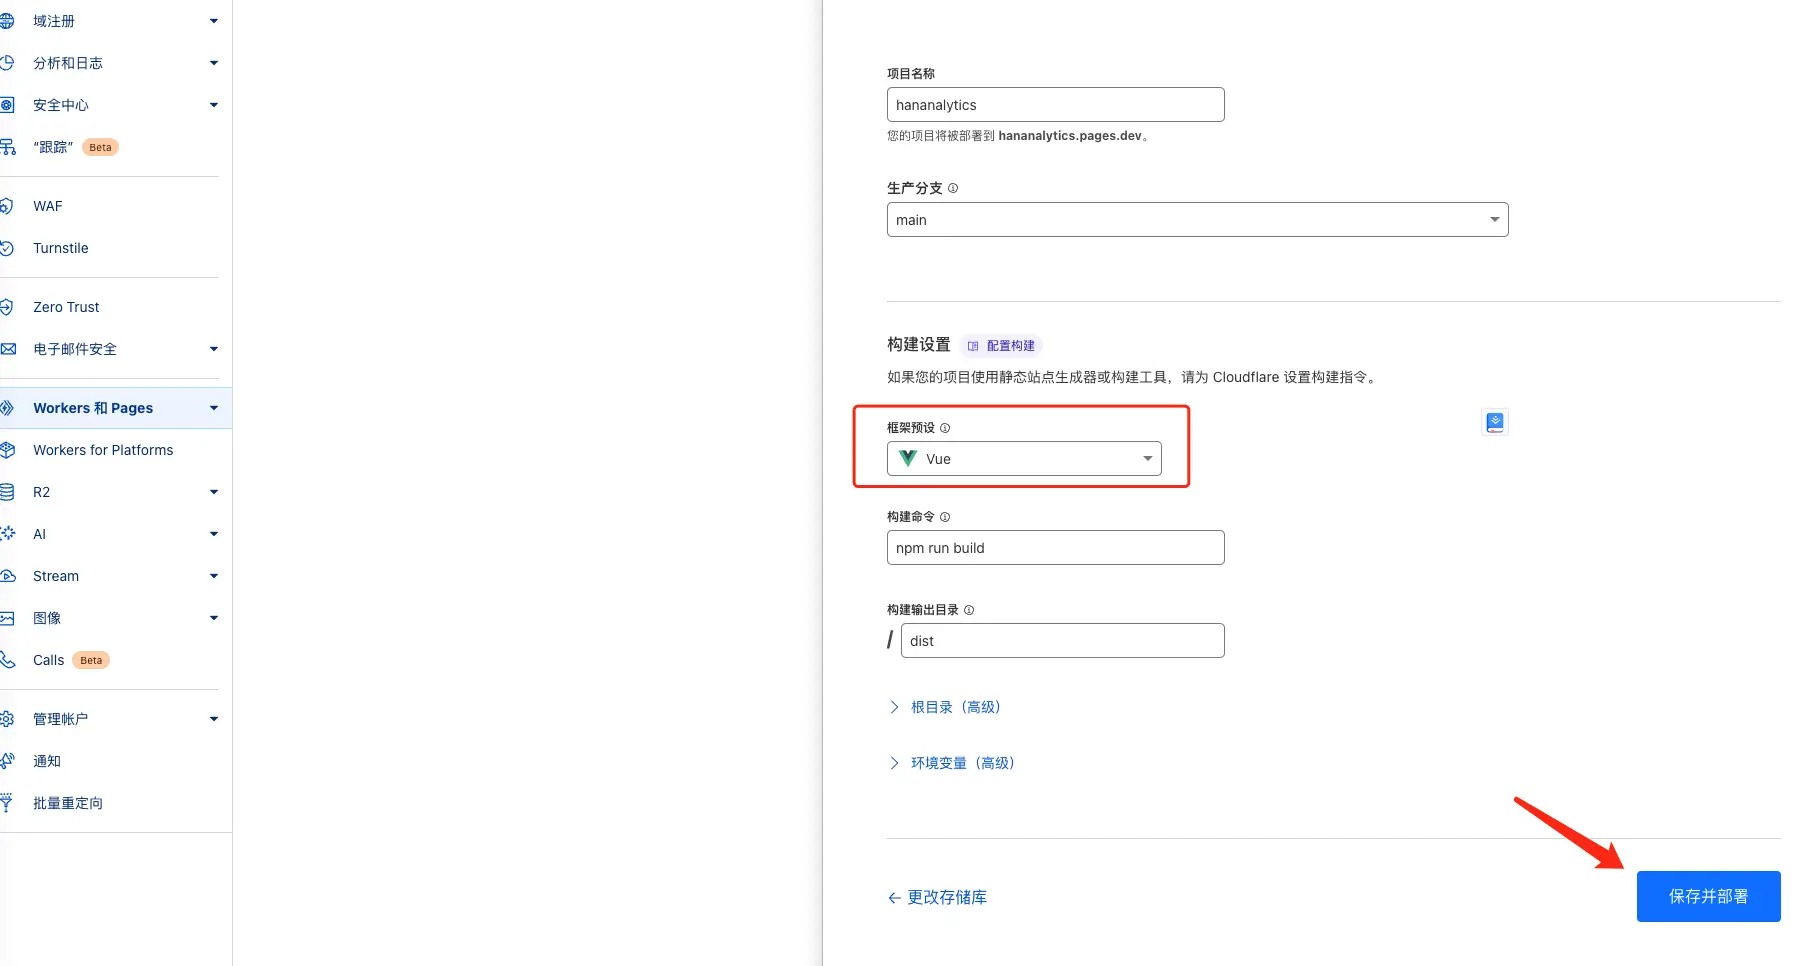 域注册
分析和日志
安全中心
“跟踪” Beta
WAF
Turnstile
Zero Trust
电子邮件安全
Workers 和 Pages
Workers for Platforms
R2
AI
Stream
图像
Calls Beta
管理帐户
通知
批量重定向
项目名称
hananalytics
您的项目将被部署到 hananalytics.pages.dev。
生产分支
main
构建设置 配置构建
如果您的项目使用静态站点生成器或构建工具，请为 Cloudflare 设置构建指令。
框架预设
Vue
构建命令
npm run build
构建输出目录
/ dist
根目录（高级）
环境变量（高级）
← 更改存储库
保存并部署